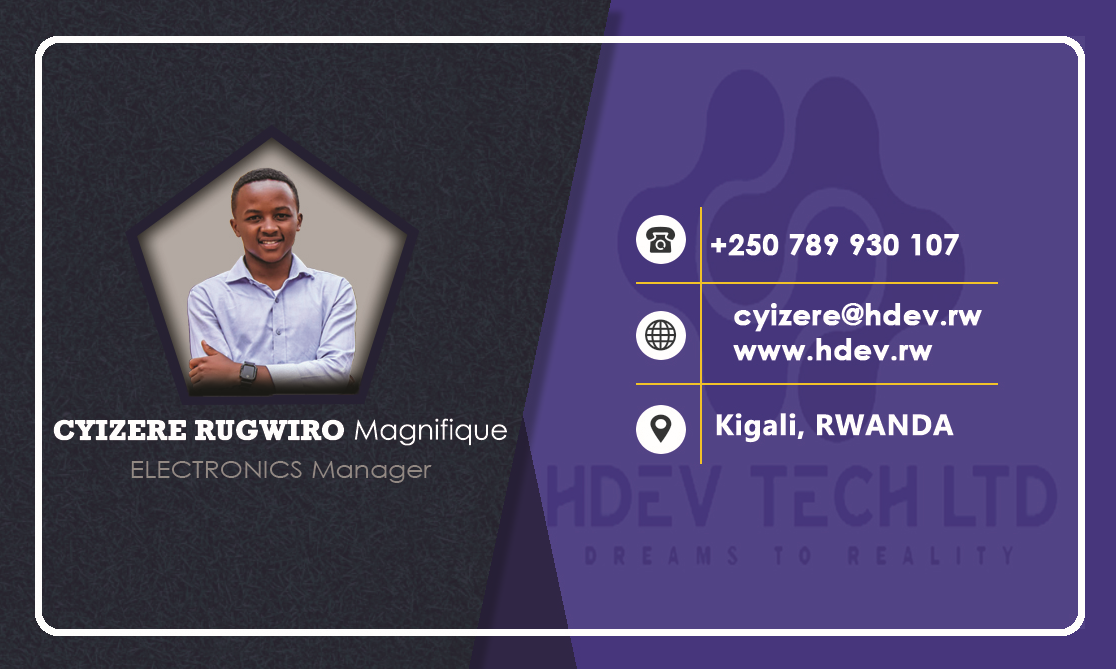 CYIZERE RUGWIRO Magnifique
ELECTRONICS Manager
+250 789 930 107
cyizere@hdev.rw
www.hdev.rw
Kigali, RWANDA
HDEV TECH LTD
DREAMS TO REALITY